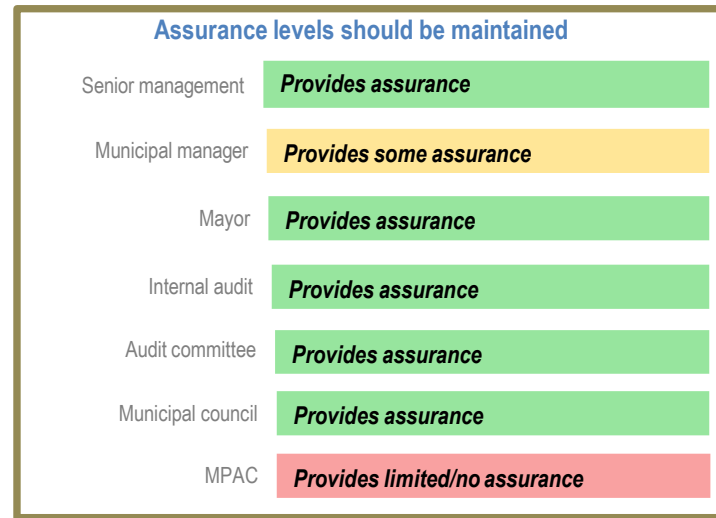 Assurance levels should be maintained
Senior management Provides assurance
Municipal manager Provides some assurance
Mayor Provides assurance
Internal audit Provides assurance
Audit committee Provides assurance
Municipal council Provides assurance
MPAC Provides limited/no assurance